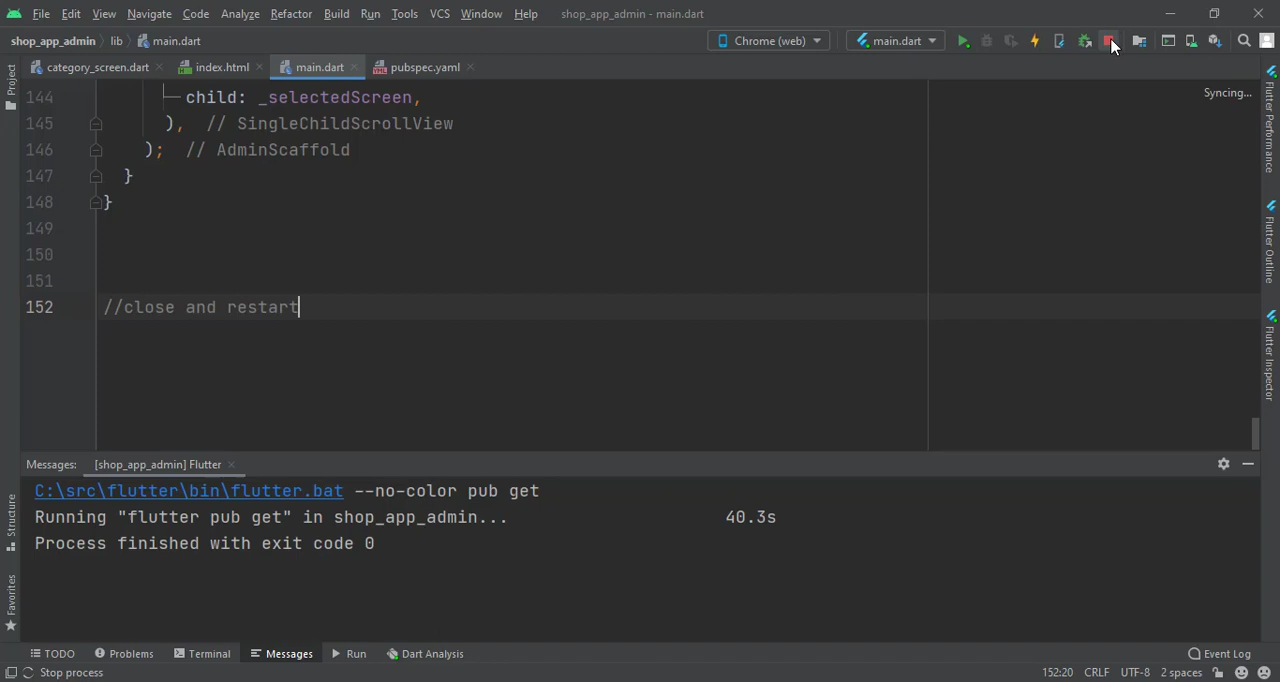 File Edit View Navigate Code Analyze Refactor Build Run Tools VCS Window Help shop_app_admin - main.dart
shop_app_admin lib main.dart Chrome (web) main.dart
category_screen.dart index.html main.dart pubspec.yaml
Project
Syncing...
144 child: _selectedScreen,
145 ), // SingleChildScrollView
146 ); // AdminScaffold
147 }
148 }
149
150
151
152 //close and restart
Flutter Performance
Flutter Outline
Flutter Inspector
Messages: [shop_app_admin] Flutter
C:\src\flutter\bin\flutter.bat --no-color pub get
Running "flutter pub get" in shop_app_admin... 40.3s
Process finished with exit code 0
Structure
Favorites
TODO Problems Terminal Messages Run Dart Analysis Event Log
Stop process 152:20 CRLF UTF-8 2 spaces